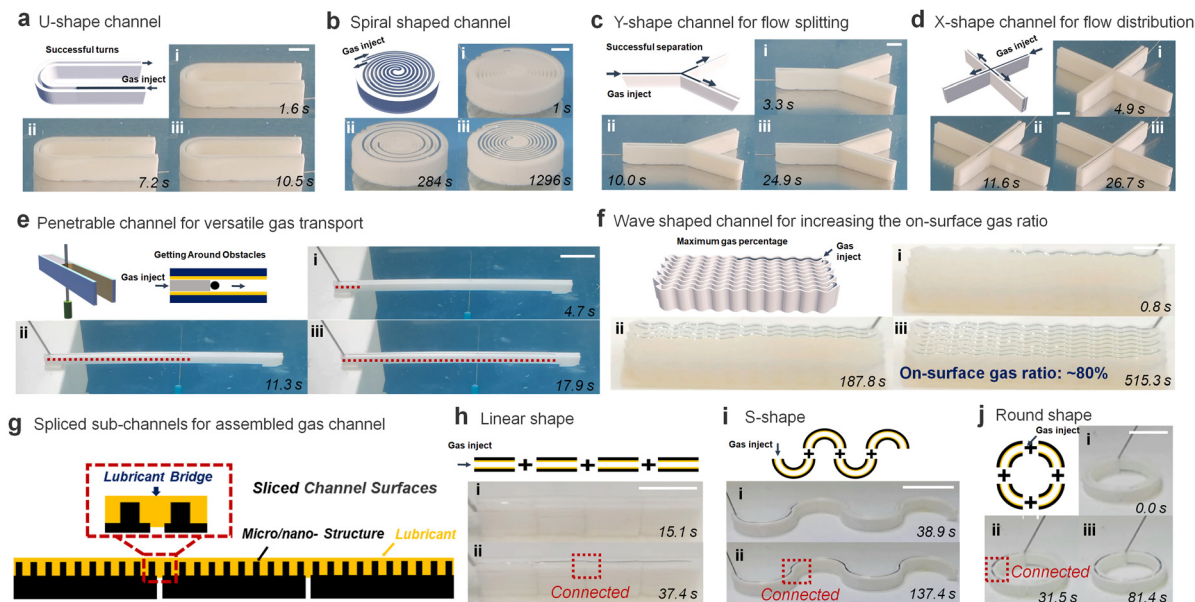 a U-shape channel
Successful turns
Gas inject
i
1.6 s
ii
7.2 s
iii
10.5 s
b Spiral shaped channel
Gas inject
i
1 s
ii
284 s
iii
1296 s
c Y-shape channel for flow splitting
Successful separation
Gas inject
i
3.3 s
ii
10.0 s
iii
24.9 s
d X-shape channel for flow distribution
Gas inject
i
4.9 s
ii
11.6 s
iii
26.7 s
e Penetrable channel for versatile gas transport
Getting Around Obstacles
Gas inject
i
4.7 s
ii
11.3 s
iii
17.9 s
f Wave shaped channel for increasing the on-surface gas ratio
Maximum gas percentage
Gas
inject
i
0.8 s
ii
187.8 s
iii
On-surface gas ratio: ~80%
515.3 s
g Spliced sub-channels for assembled gas channel
Lubricant Bridge
Sliced Channel Surfaces
Micro/nano- Structure
Lubricant
h Linear shape
Gas inject
+ + +
i
15.1 s
ii
Connected
37.4 s
i S-shape
Gas inject
+ + +
i
38.9 s
ii
Connected
137.4 s
j Round shape
Gas inject
+
+ +
+
i
0.0 s
ii
Connected
31.5 s
iii
81.4 s